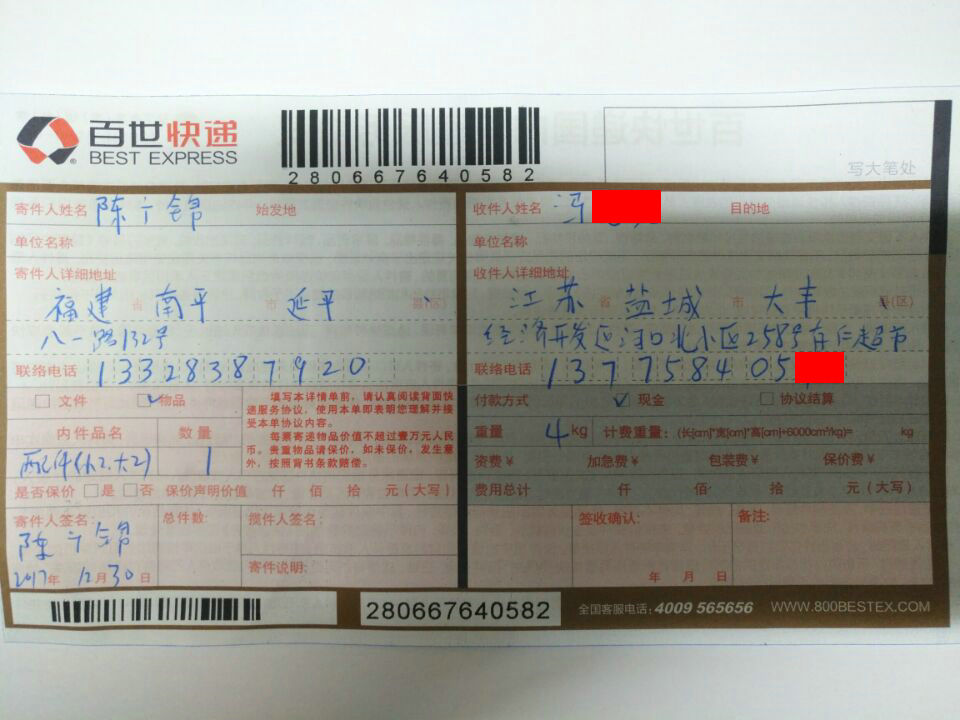 百世快递
BEST EXPRESS
280667640582
写大笔处
寄件人姓名 陈 锦 始发地
收件人姓名 冯 目的地
单位名称
单位名称
寄件人详细地址
收件人详细地址
福建 省 南平 市 延平 县(区)
江苏 省 盐城 市 大丰 县(区)
八一路132号
经济开发区河口北小区258号存仁超市
联络电话 13328387920
联络电话 137758405
文件 物品
填写本详情单前,请认真阅读背面快
递服务协议,使用本单即表明您理解并接
受本单协议内容。
每票寄递物品价值不超过壹万元人民
币。贵重物品请保价,如未保价,发生意
外,按照背书条款赔偿。
付款方式 现金 协议结算
内件品名 数量
重量 4 kg 计费重量: (长[cm]*宽[cm]*高[cm]÷6000cm³/kg)= kg
配件(小2.大2) 1
资费¥ 加急费¥ 包装费¥ 保价费¥
是否保价 是 否 保价声明价值 仟 佰 拾 元(大写)
费用总计 仟 佰 拾 元(大写)
寄件人签名: 总件数: 揽件人签名:
签收确认: 备注:
陈 锦
寄件说明:
2017年 12月30日
年 月 日
280667640582
全国客服电话: 4009 565656 WWW.800BESTEX.COM